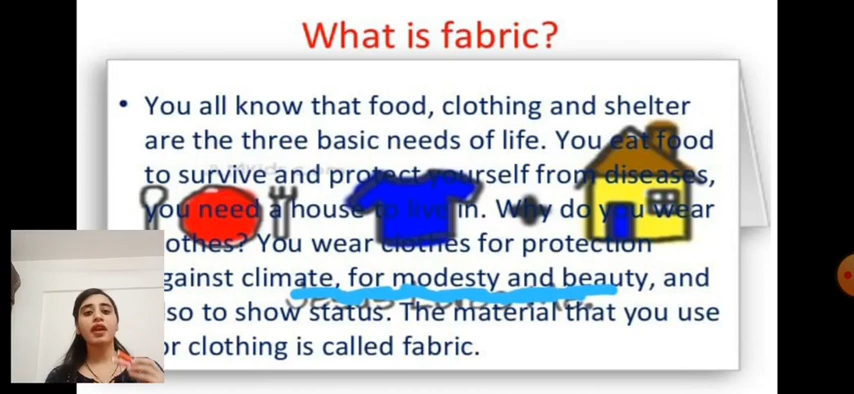 What is fabric?
• You all know that food, clothing and shelter
are the three basic needs of life. You eat food
to survive and protect yourself from diseases,
you need a house to live in. Why do you wear
clothes? You wear clothes for protection
against climate, for modesty and beauty, and
also to show status. The material that you use
for clothing is called fabric.